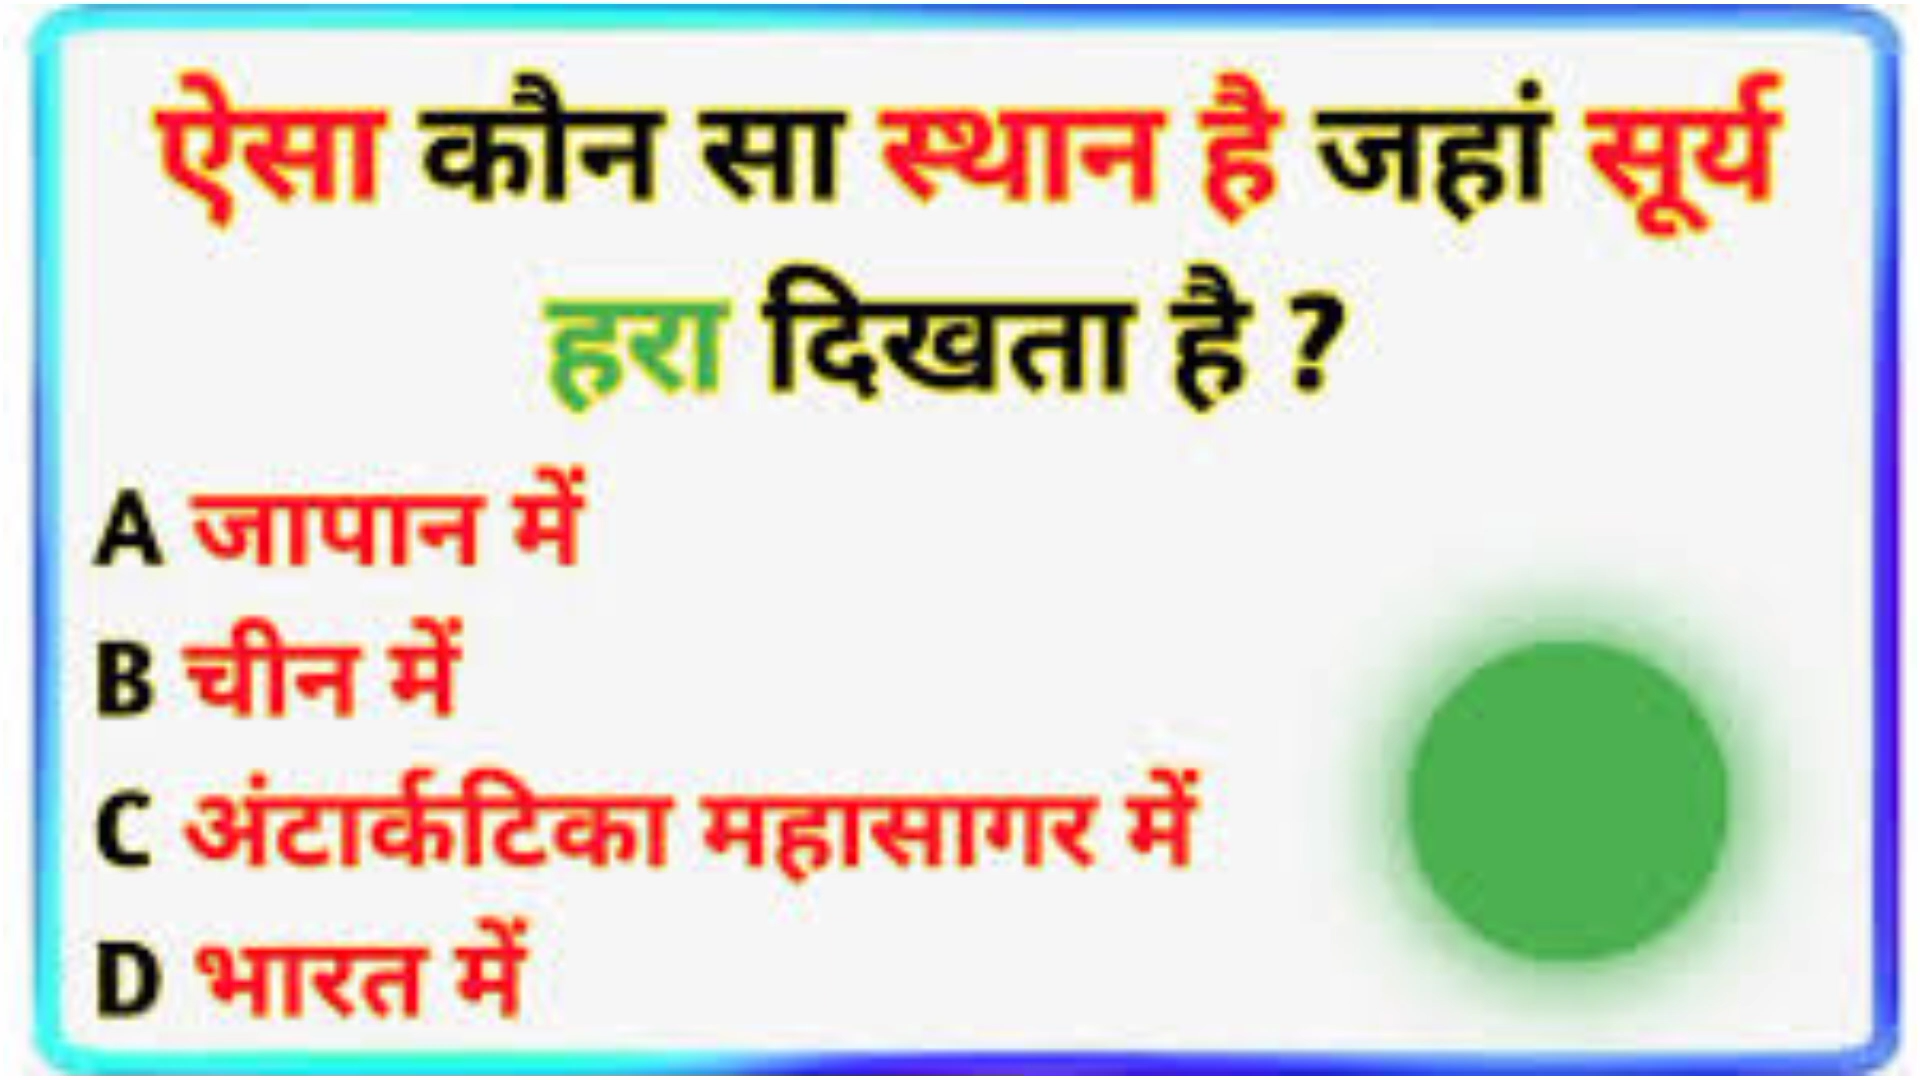 ऐसा कौन सा स्थान है जहां सूर्य
हरा दिखता है ?
A जापान में
B चीन में
C अंटार्कटिका महासागर में
D भारत में